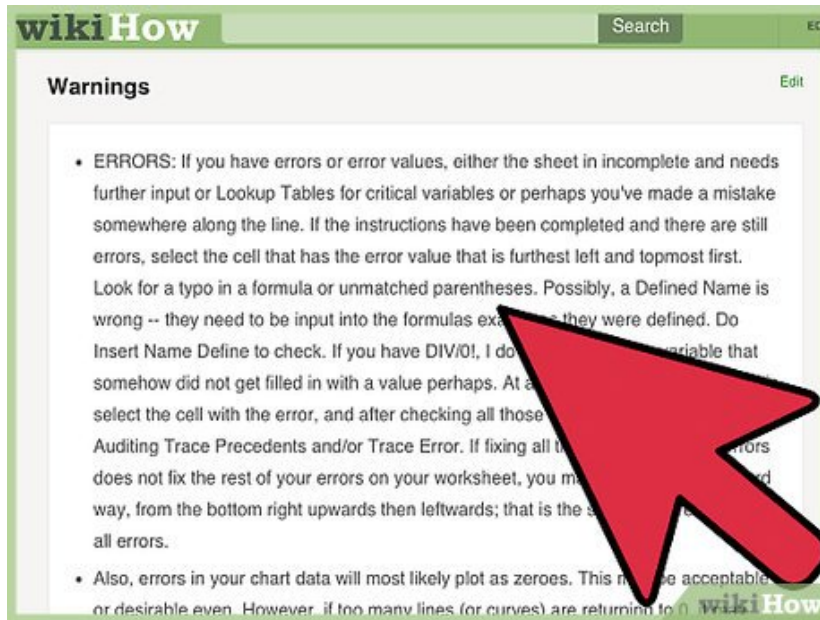 wikiHow
Search
Warnings
Edit
• ERRORS: If you have errors or error values, either the sheet in incomplete and needs
further input or Lookup Tables for critical variables or perhaps you've made a mistake
somewhere along the line. If the instructions have been completed and there are still
errors, select the cell that has the error value that is furthest left and topmost first.
Look for a typo in a formula or unmatched parentheses. Possibly, a Defined Name is
wrong -- they need to be input into the formulas they were defined. Do
Insert Name Define to check. If you have DIV/0!, I variable that
somehow did not get filled in with a value perhaps. At
select the cell with the error, and after checking all those
Auditing Trace Precedents and/or Trace Error. If fixing all
does not fix the rest of your errors on your worksheet, you
way, from the bottom right upwards then leftwards; that is the
all errors.
• Also, errors in your chart data will most likely plot as zeroes. This be acceptable
or desirable even. However, if too many lines (or curves) are returning to 0
wikiHow